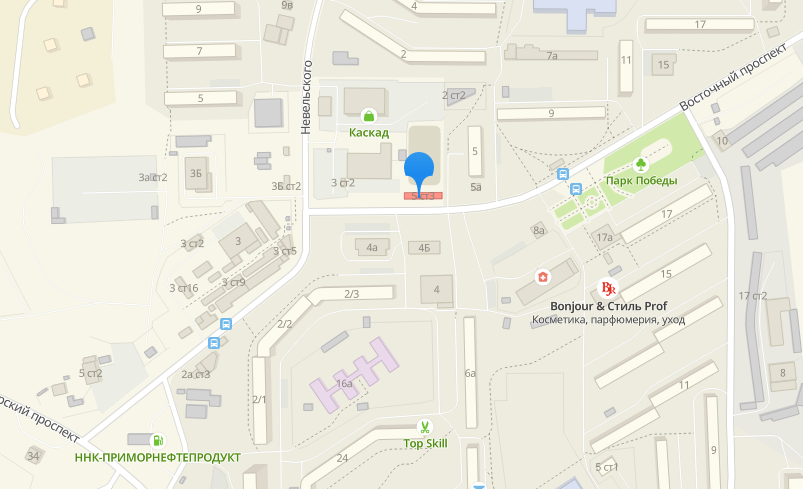 9
9в
4
17
7
2
7а
11
15
Восточный проспект
5
2 ст2
Невельского
9
Каскад
5
10
3а ст2
3Б
3Б ст2
3 ст2
5 ст3
5а
Парк Победы
17
3 ст2
3
3 ст5
4а
4Б
8а
17а
3 ст16
3 ст9
2/3
4
15
17 ст2
Bonjour & Стиль Prof
Косметика, парфюмерия, уход
2/2
5 ст2
2а ст3
16а
6а
11
8
2/1
9
рский проспект
ННК-ПРИМОРНЕФТЕПРОДУКТ
Top Skill
34
24
5 ст1